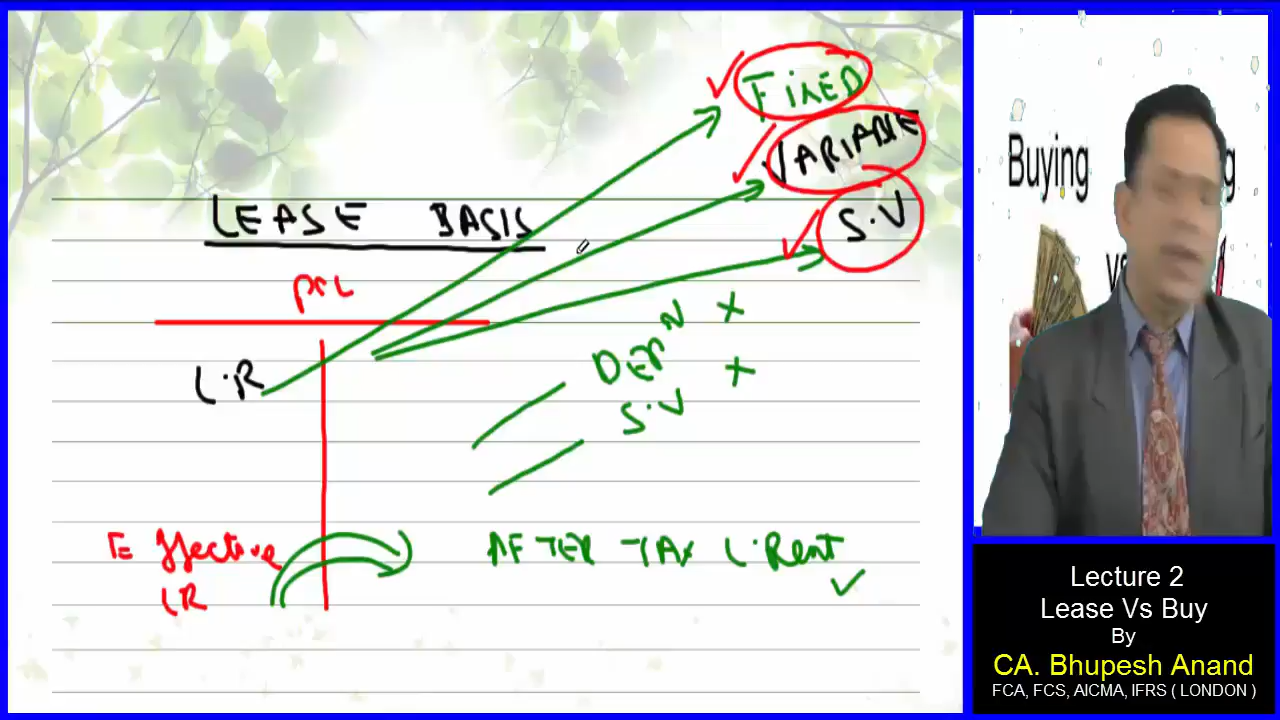 FixED
VARIABLE
S.V
LEASE BASIS
P&L
L.R
DEPN X
S.V X
Effective
LR
AFTER TAX L.Rent
Buying
vs
Lecture 2
Lease Vs Buy
By
CA. Bhupesh Anand
FCA, FCS, AICMA, IFRS ( LONDON )